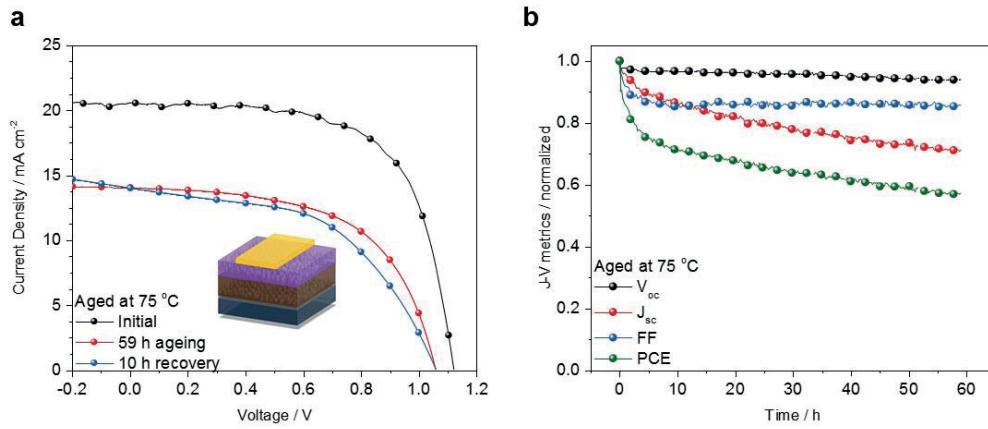 a
25
20
15
10
5
0
Current Density / mA cm⁻²
Aged at 75 °C
Initial
59 h ageing
10 h recovery
-0.2 0.0 0.2 0.4 0.6 0.8 1.0 1.2
Voltage / V
b
1.0
0.8
0.6
0.4
0.2
0.0
J-V metrics / normalized
Aged at 75 °C
Voc
Jsc
FF
PCE
0 10 20 30 40 50 60
Time / h